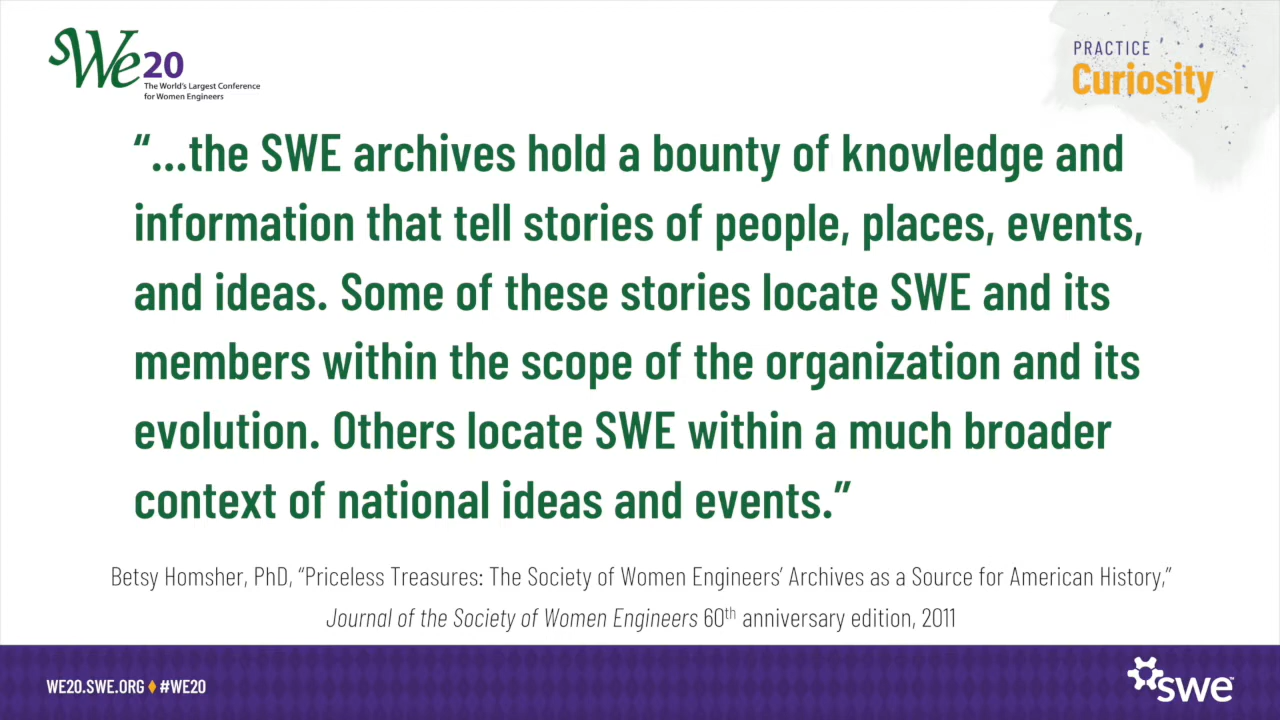 We20
The World's Largest Conference
for Women Engineers
PRACTICE
Curiosity
“...the SWE archives hold a bounty of knowledge and
information that tell stories of people, places, events,
and ideas. Some of these stories locate SWE and its
members within the scope of the organization and its
evolution. Others locate SWE within a much broader
context of national ideas and events.”
Betsy Homsher, PhD, “Priceless Treasures: The Society of Women Engineers’ Archives as a Source for American History,”
Journal of the Society of Women Engineers 60th anniversary edition, 2011
WE20.SWE.ORG ♦ #WE20
swe™